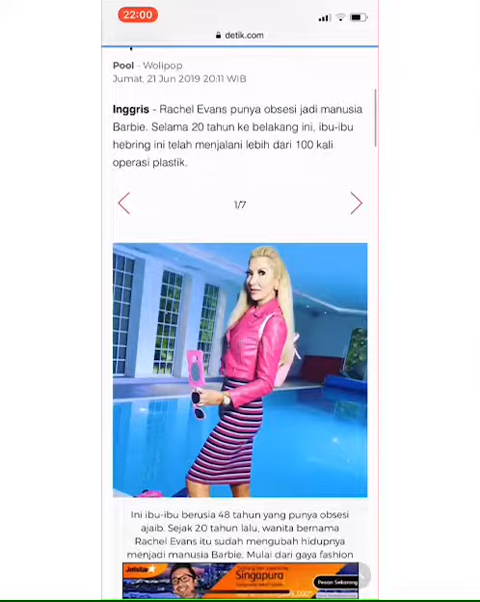 22:00
detik.com
Pool - Wolipop
Jumat, 21 Jun 2019 20:11 WIB
Inggris - Rachel Evans punya obsesi jadi manusia
Barbie. Selama 20 tahun ke belakang ini, ibu-ibu
hebring ini telah menjalani lebih dari 100 kali
operasi plastik.
1/7
Ini ibu-ibu berusia 48 tahun yang punya obsesi
ajaib. Sejak 20 tahun lalu, wanita bernama
Rachel Evans itu sudah mengubah hidupnya
menjadi manusia Barbie. Mulai dari gaya fashion
Jetstar
Singapura
Pesan Sekarang